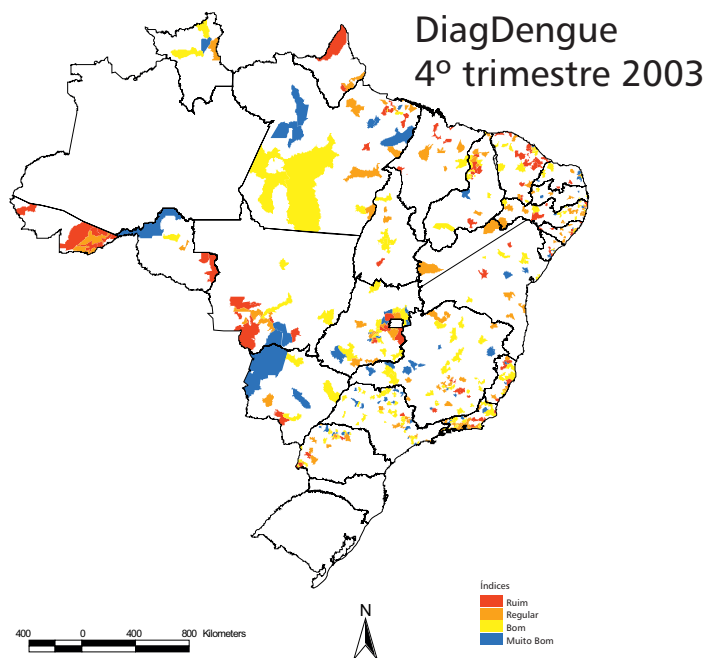 DiagDengue
4º trimestre 2003
Índices
Ruim
Regular
Bom
Muito Bom
400 0 400 800 Kilometers
N